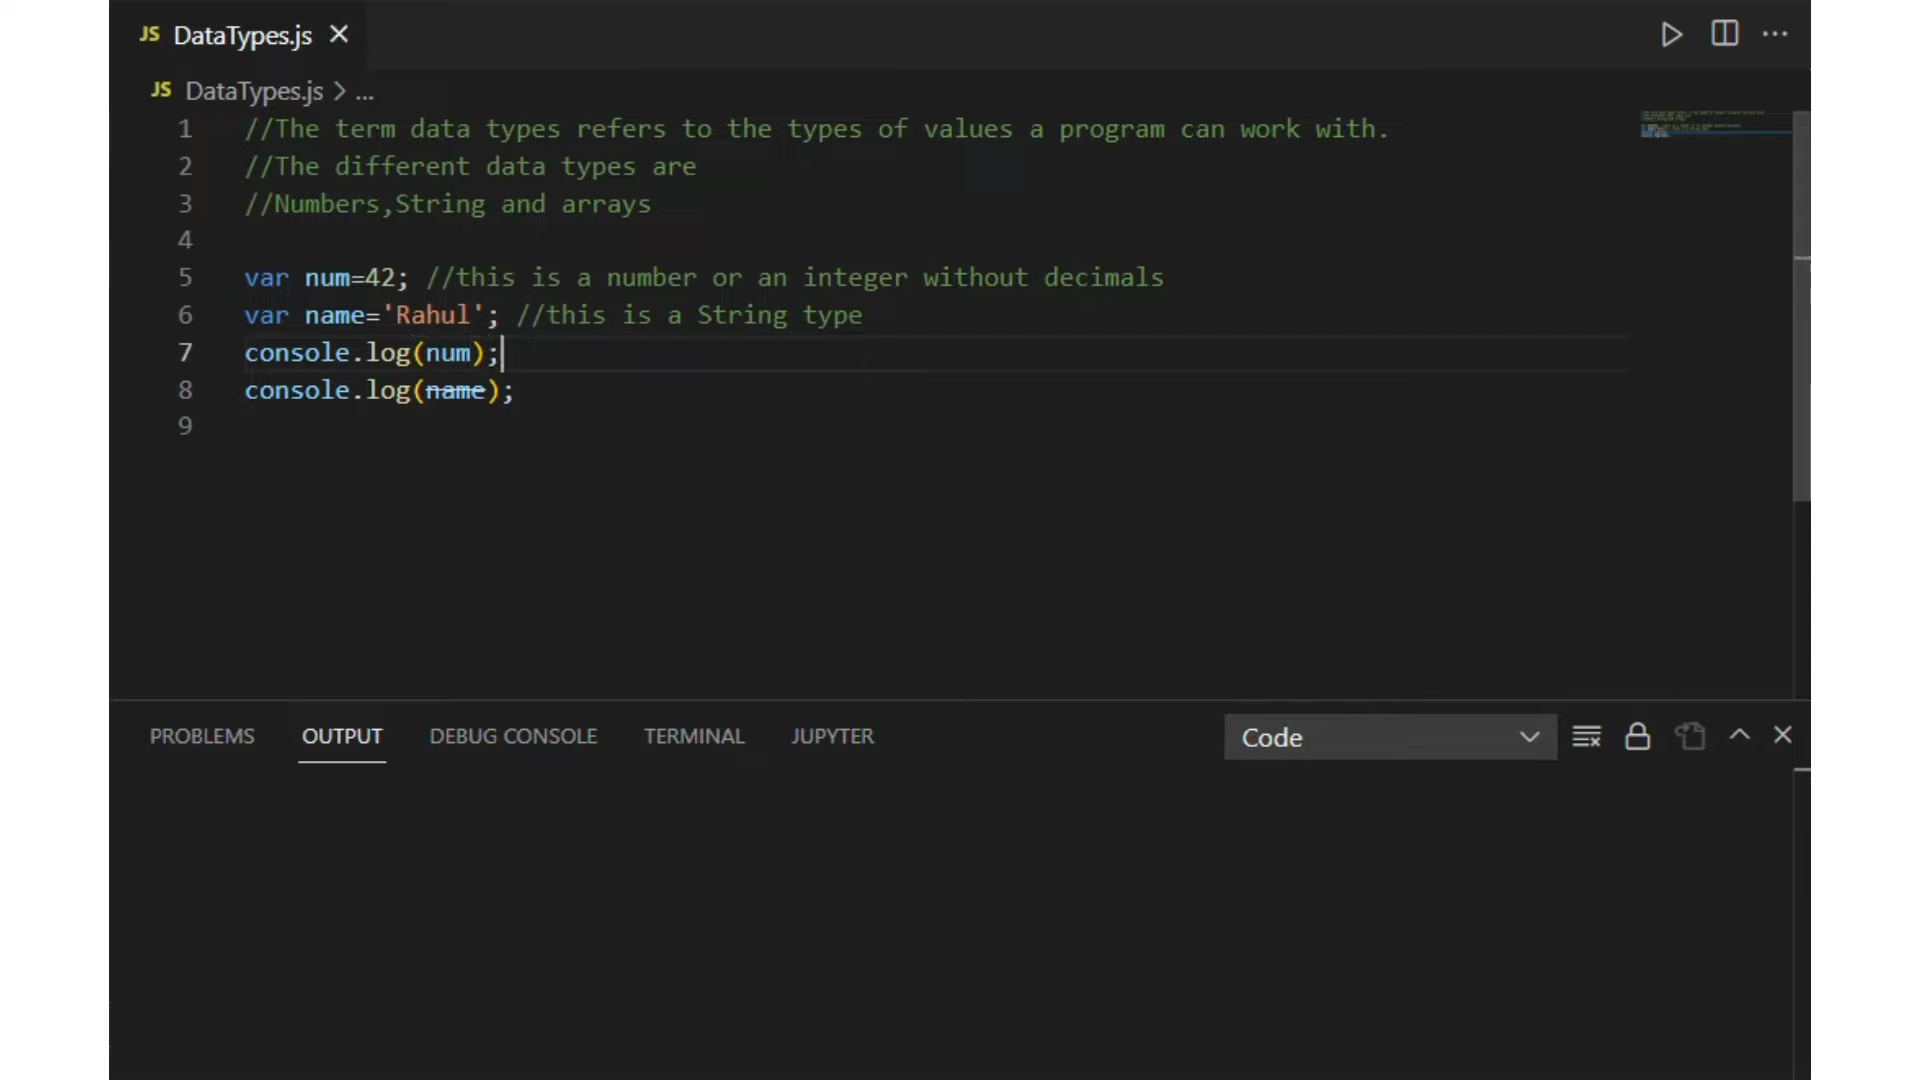 JS DataTypes.js
JS DataTypes.js > ...
1 //The term data types refers to the types of values a program can work with.
2 //The different data types are
3 //Numbers,String and arrays
4
5 var num=42; //this is a number or an integer without decimals
6 var name='Rahul'; //this is a String type
7 console.log(num);
8 console.log(name);
9
PROBLEMS OUTPUT DEBUG CONSOLE TERMINAL JUPYTER Code